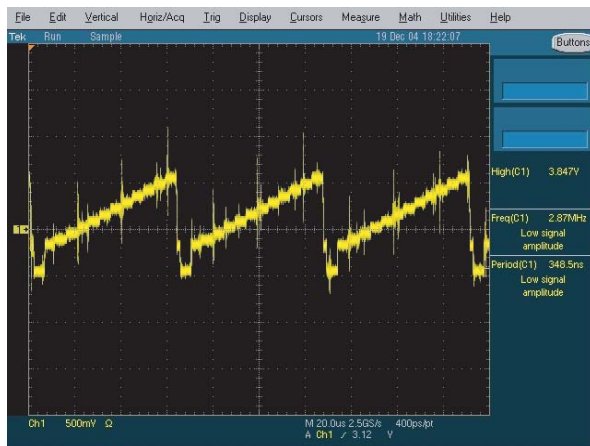 File Edit Vertical Horiz/Acq Trig Display Cursors Measure Math Utilities Help
Tek Run Sample 19 Dec 04 18:22:07
Buttons
High(C1) 3.847V
Freq(C1) 2.87MHz
Low signal
amplitude
Period(C1) 348.5ns
Low signal
amplitude
1
Ch1 500mV Ω M 20.0us 2.5GS/s 400ps/pt
A Ch1 / 3.12 V